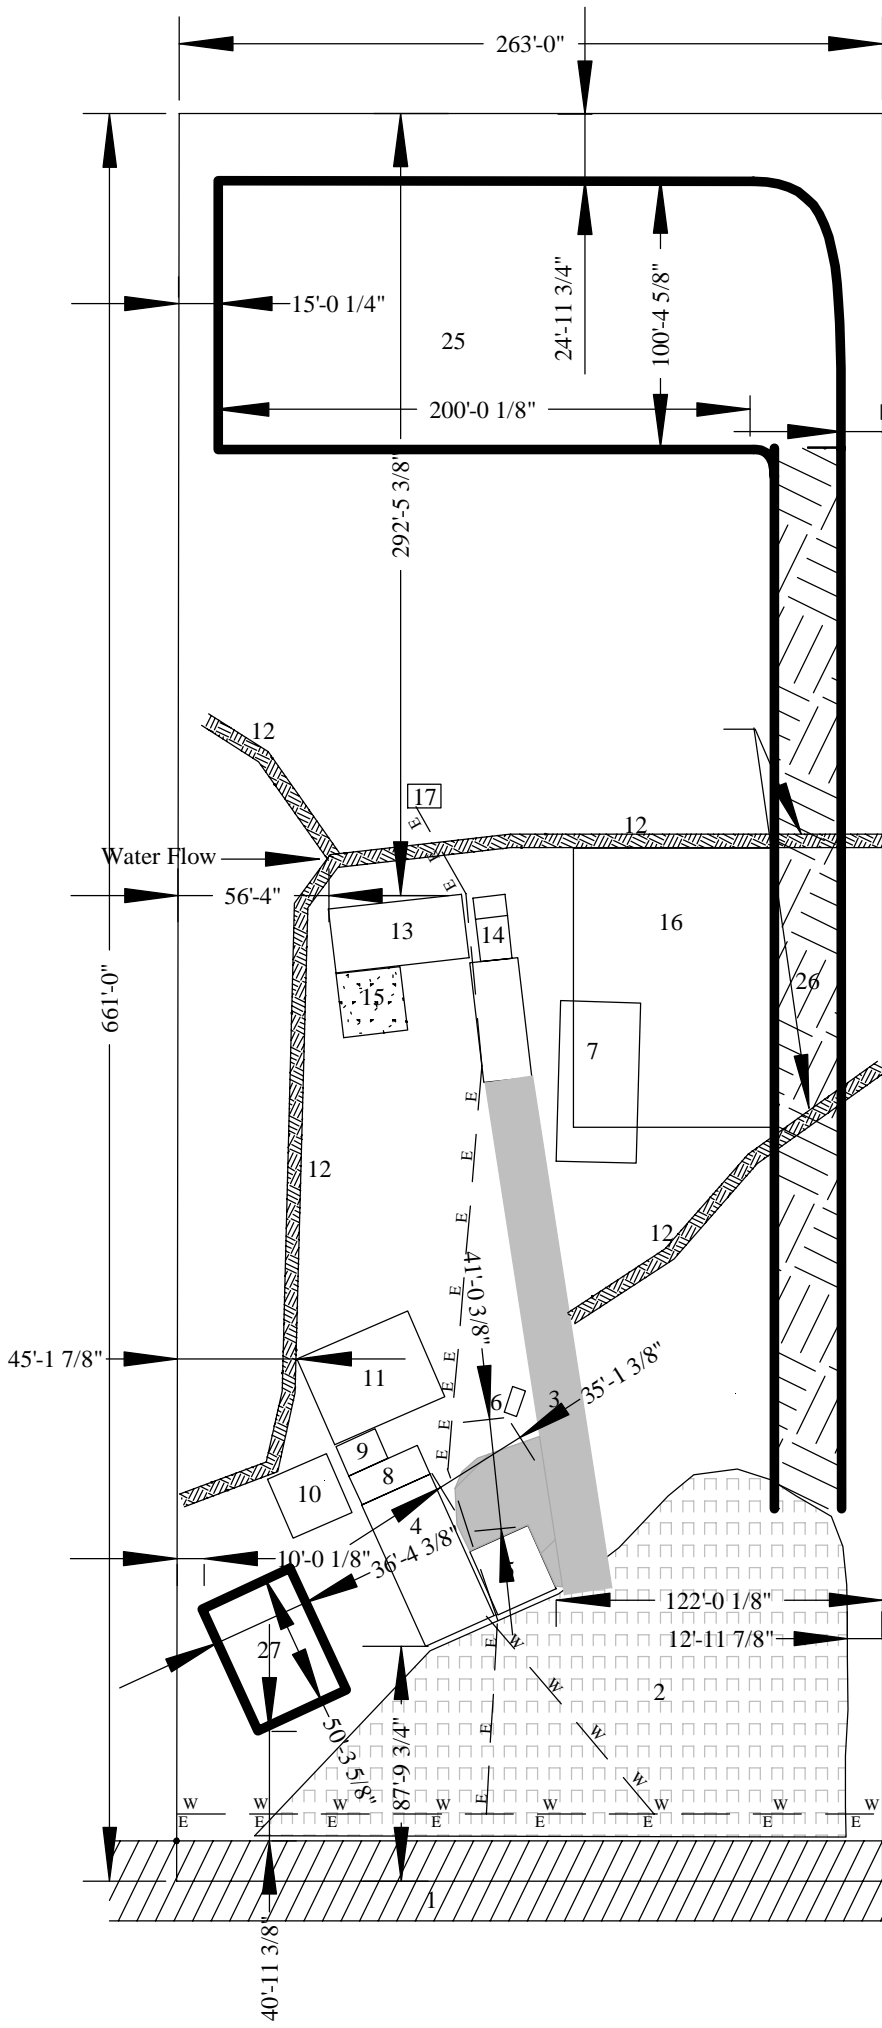 263'-0"
24'-11 3/4"
100'-4 5/8"
15'-0 1/4"
25
200'-0 1/8"
292'-5 3/8"
12
17
E
12
Water Flow
E
56'-4"
13
14
16
15
26
661'-0"
7
E
E
12
E
12
41'-0 3/8"
E
45'-1 7/8"
E
E
11
35'-1 3/8"
E
6
3
E
E
9
8
10
4
10'-0 1/8"
36'-4 3/8"
5
122'-0 1/8"
12'-11 7/8"
W
E
27
W
2
50'-3 5/8"
87'-9 3/4"
E
W
W
W W W W W W W W
E
E E E E E E E E
1
40'-11 3/8"